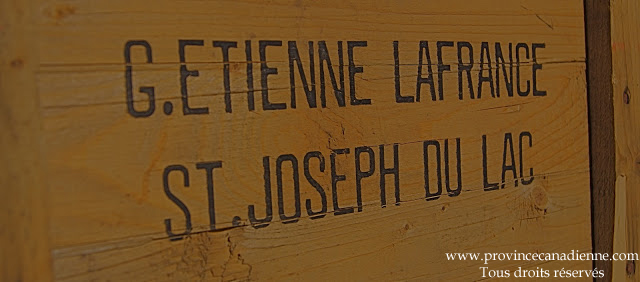 G.ETIENNE LAFRANCE
ST.JOSEPH DU LAC
www.provincecanadienne.com
Tous droits réservés